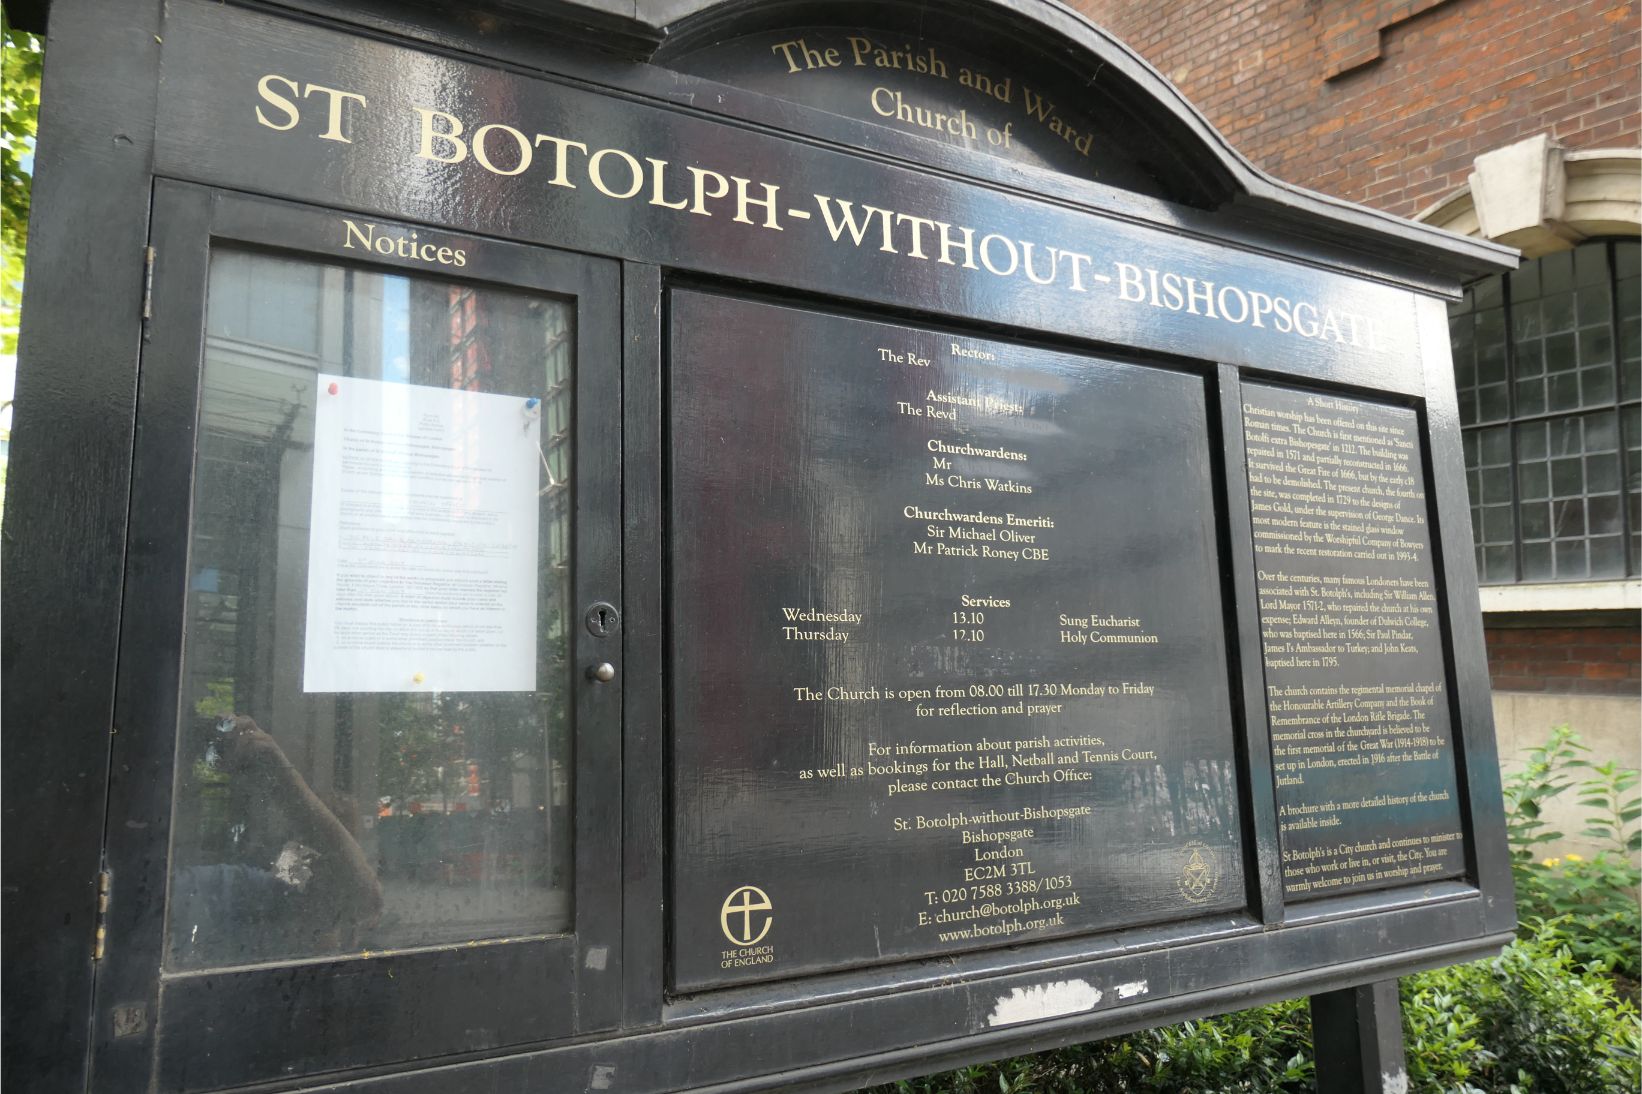 The Parish and Ward
Church of
ST BOTOLPH-WITHOUT-BISHOPSGATE
Notices
Rector:
The Rev
Assistant Priest:
The Revd
Churchwardens:
Mr
Ms Chris Watkins
Churchwardens Emeriti:
Sir Michael Oliver
Mr Patrick Roney CBE
Services
Wednesday 13.10 Sung Eucharist
Thursday 12.10 Holy Communion
The Church is open from 08.00 till 17.30 Monday to Friday
for reflection and prayer
For information about parish activities,
as well as bookings for the Hall, Netball and Tennis Court,
please contact the Church Office:
St. Botolph-without-Bishopsgate
Bishopsgate
London
EC2M 3TL
T: 020 7588 3388/1053
E: church@botolph.org.uk
www.botolph.org.uk
THE CHURCH
OF ENGLAND
A Short History
Christian worship has been offered on this site since
Roman times. The Church is first mentioned as 'Sancti
Botolfi extra Bishopesgate' in 1212. The building was
repaired in 1571 and partially reconstructed in 1666.
It survived the Great Fire of 1666, but by the early c18
had to be demolished. The present church, the fourth on
the site, was completed in 1729 to the designs of
James Gold, under the supervision of George Dance. Its
most modern feature is the stained glass window
commissioned by the Worshipful Company of Bowyers
to mark the recent restoration carried out in 1993-4.
Over the centuries, many famous Londoners have been
associated with St. Botolph's, including Sir William Allen,
Lord Mayor 1571-2, who repaired the church at his own
expense; Edward Alleyn, founder of Dulwich College,
who was baptised here in 1566; Sir Paul Pindar,
James I's Ambassador to Turkey; and John Keats,
baptised here in 1795.
The church contains the regimental memorial chapel of
the Honourable Artillery Company and the Book of
Remembrance of the London Rifle Brigade. The
memorial cross in the churchyard is believed to be
the first memorial of the Great War (1914-1918) to be
set up in London, erected in 1916 after the Battle of
Jutland.
A brochure with a more detailed history of the church
is available inside.
St Botolph's is a City church and continues to minister to
those who work or live in, or visit, the City. You are
warmly welcome to join us in worship and prayer.